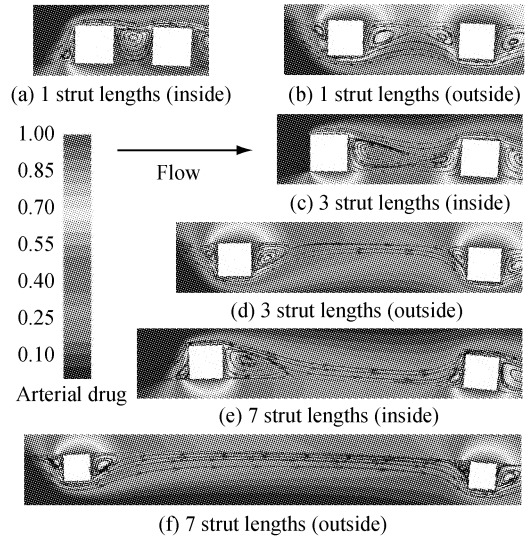 (a) 1 strut lengths (inside)
(b) 1 strut lengths (outside)
1.00
0.85
0.70
0.55
0.40
0.25
0.10
Arterial drug
Flow
(c) 3 strut lengths (inside)
(d) 3 strut lengths (outside)
(e) 7 strut lengths (inside)
(f) 7 strut lengths (outside)